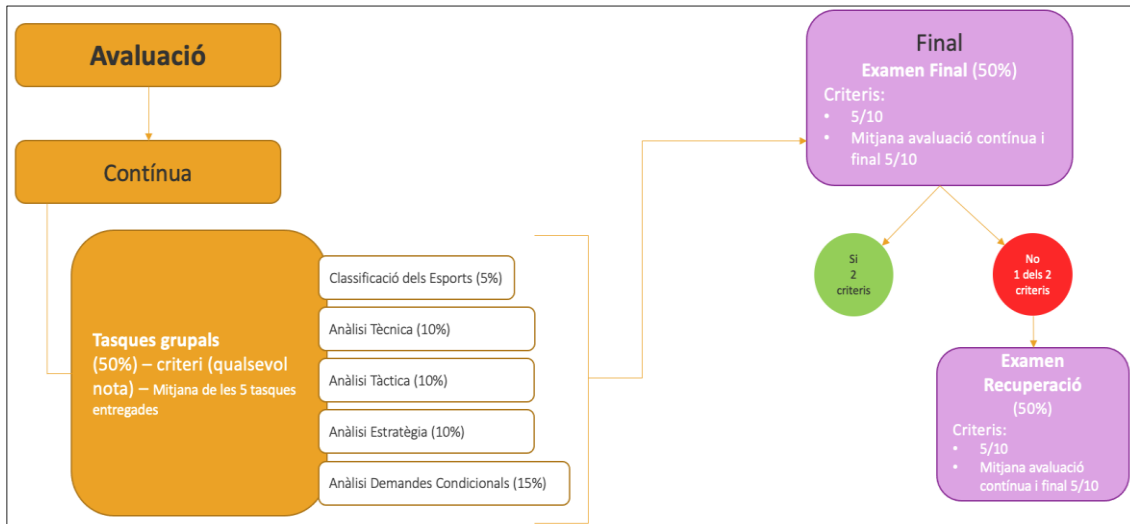 Avaluació
Contínua
Tasques grupals
(50%) – criteri (qualsevol
nota) – Mitjana de les 5 tasques
entregades
Classificació dels Esports (5%)
Anàlisi Tècnica (10%)
Anàlisi Tàctica (10%)
Anàlisi Estratègia (10%)
Anàlisi Demandes Condicionals (15%)
Final
Examen Final (50%)
Criteris:
• 5/10
• Mitjana avaluació contínua i
final 5/10
Si
2
criteris
No
1 dels 2
criteris
Examen
Recuperació
(50%)
Criteris:
• 5/10
• Mitjana avaluació
contínua i final 5/10